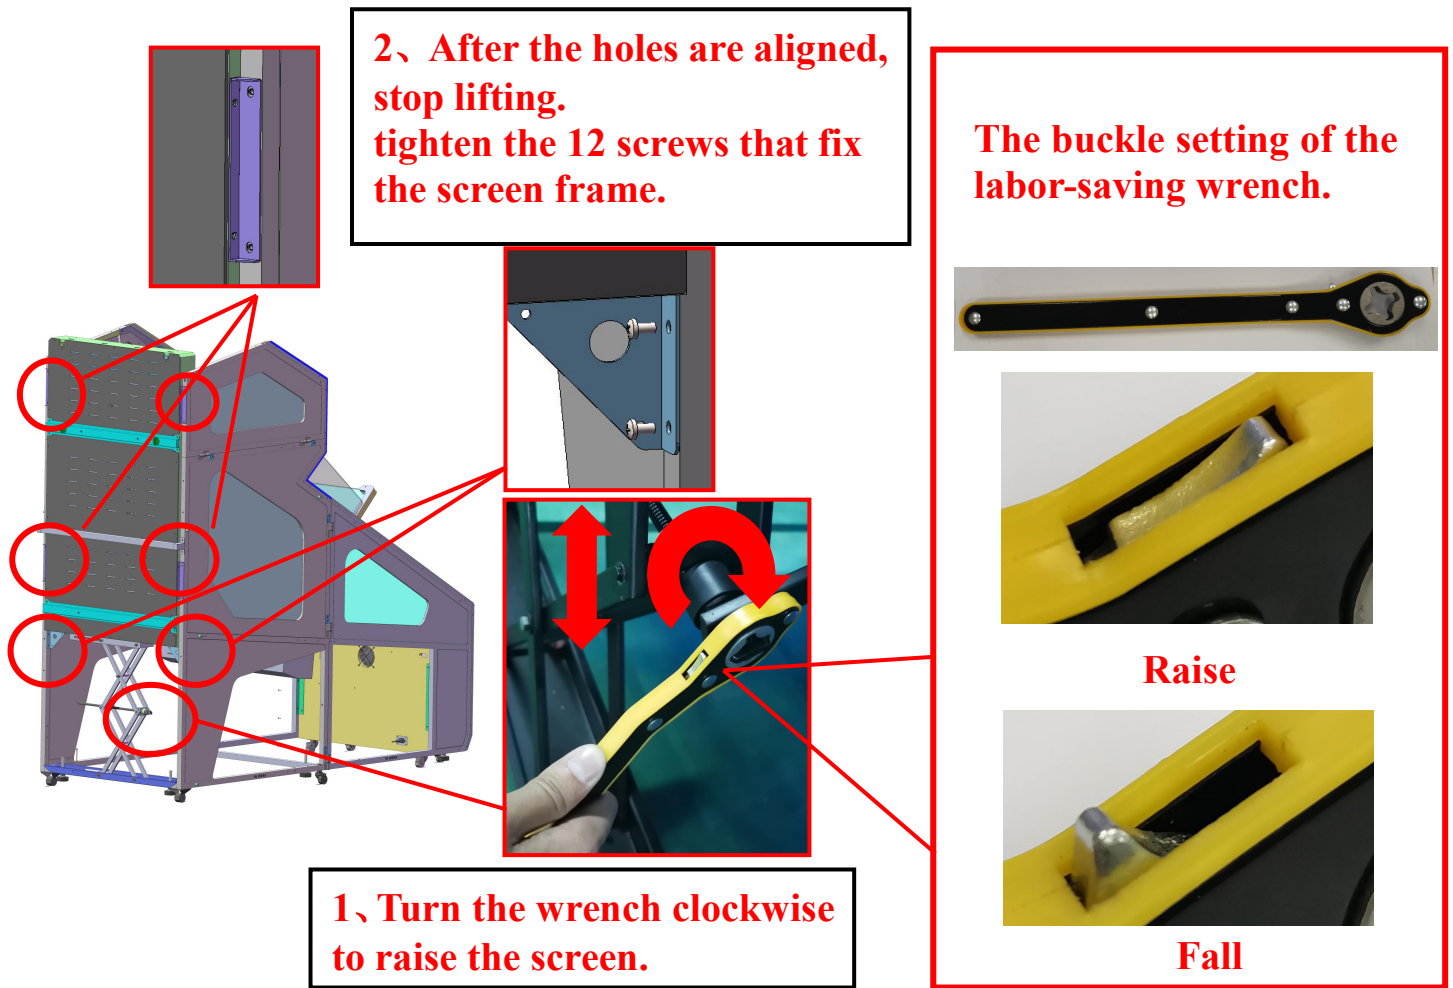 2、After the holes are aligned,
stop lifting.
tighten the 12 screws that fix
the screen frame.
The buckle setting of the
labor-saving wrench.
Raise
Fall
1、Turn the wrench clockwise
to raise the screen.